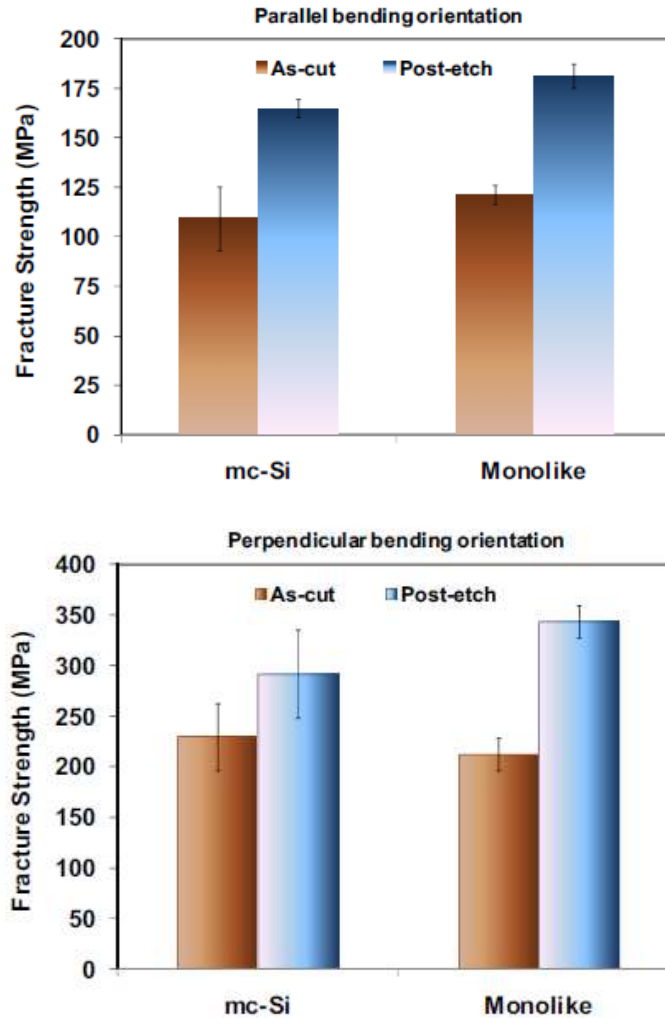 Parallel bending orientation
200
As-cut Post-etch
175
150
125
100
75
50
25
0
Fracture Strength (MPa)
mc-Si Monolike
Perpendicular bending orientation
400
As-cut Post-etch
350
300
250
200
150
100
50
0
Fracture Strength (MPa)
mc-Si Monolike